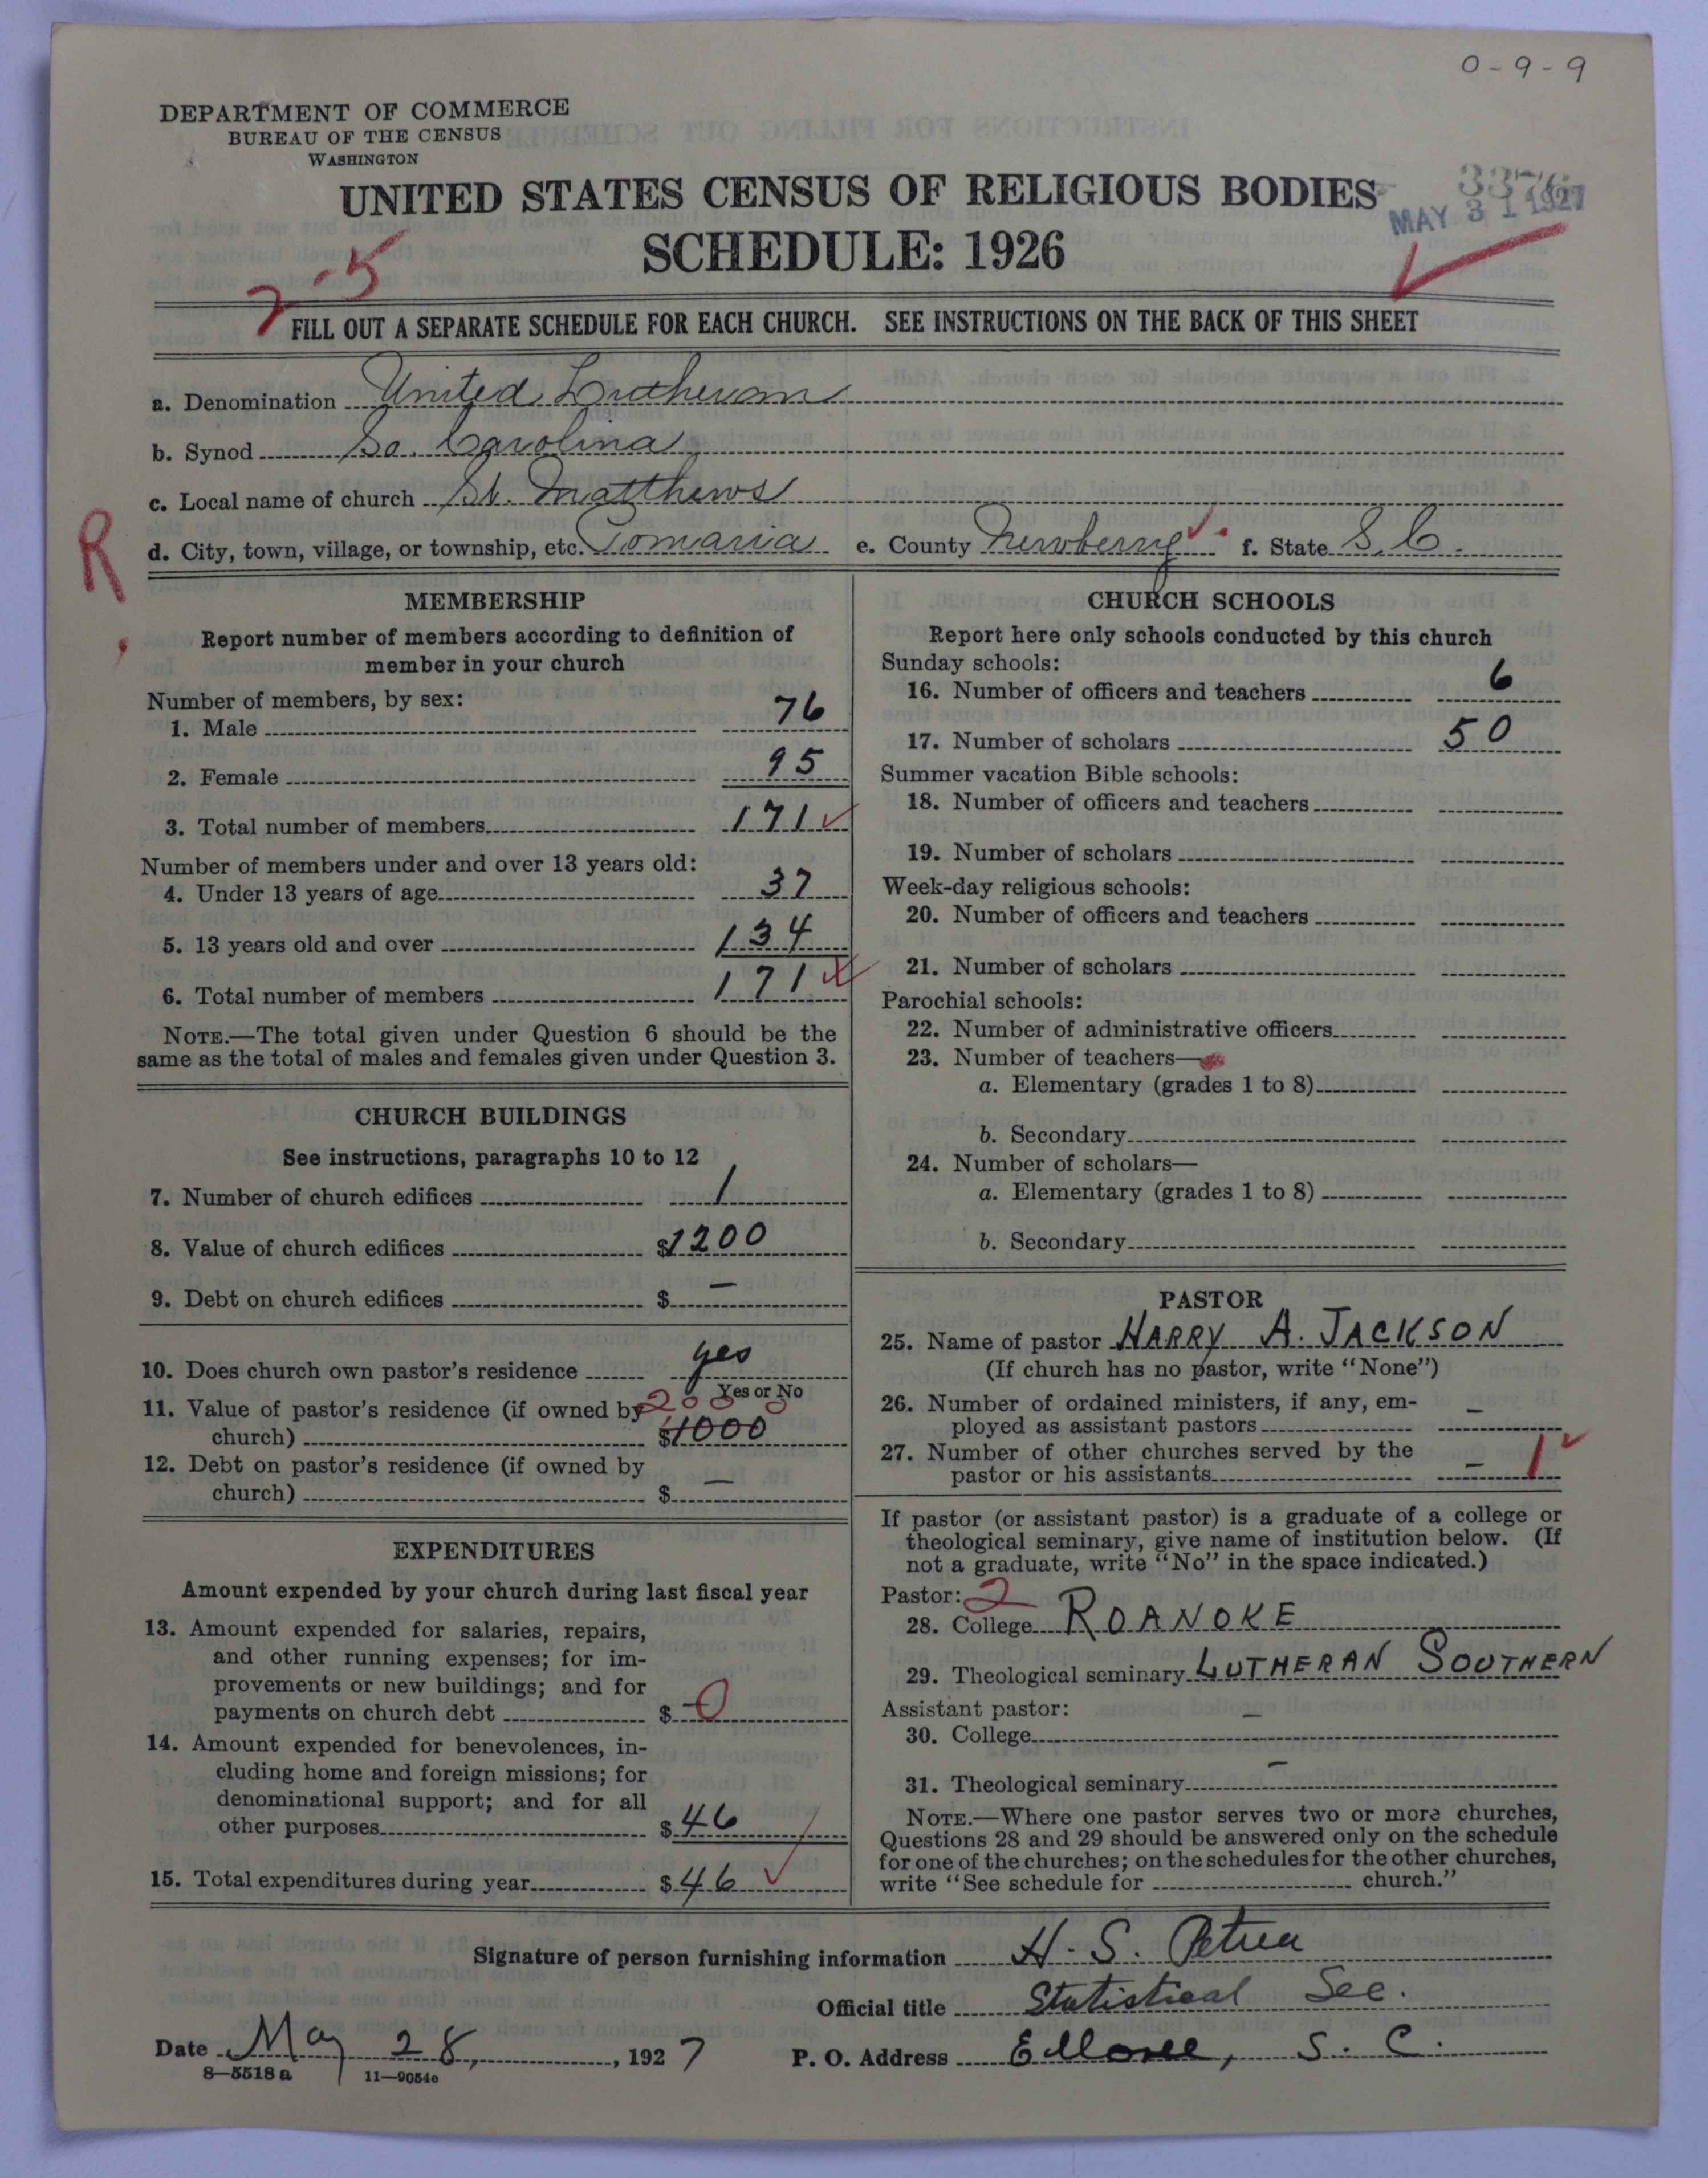 0-9-9
DEPARTMENT OF COMMERCE
BUREAU OF THE CENSUS
WASHINGTON
UNITED STATES CENSUS OF RELIGIOUS BODIES
MAY 31 1927
SCHEDULE: 1926
2-5
FILL OUT A SEPARATE SCHEDULE FOR EACH CHURCH. SEE INSTRUCTIONS ON THE BACK OF THIS SHEET
a. Denomination United Lutheran
b. Synod So. Carolina
c. Local name of church St. Matthews
R
d. City, town, village, or township, etc. Pomaria e. County Newberry f. State S.C.
MEMBERSHIP
Report number of members according to definition of
member in your church
Number of members, by sex:
1. Male 76
2. Female 95
3. Total number of members 171
Number of members under and over 13 years old:
4. Under 13 years of age 37
5. 13 years old and over 134
6. Total number of members 171
NOTE.—The total given under Question 6 should be the
same as the total of males and females given under Question 3.
CHURCH BUILDINGS
See instructions, paragraphs 10 to 12
7. Number of church edifices 1
8. Value of church edifices $1200
9. Debt on church edifices $ —
10. Does church own pastor's residence yes
Yes or No
11. Value of pastor's residence (if owned by 2000
church) $1000
12. Debt on pastor's residence (if owned by
church) $ —
EXPENDITURES
Amount expended by your church during last fiscal year
13. Amount expended for salaries, repairs,
and other running expenses; for im-
provements or new buildings; and for
payments on church debt $ — 0
14. Amount expended for benevolences, in-
cluding home and foreign missions; for
denominational support; and for all
other purposes $ 46
15. Total expenditures during year $ 46
CHURCH SCHOOLS
Report here only schools conducted by this church
Sunday schools:
16. Number of officers and teachers 6
17. Number of scholars 50
Summer vacation Bible schools:
18. Number of officers and teachers
19. Number of scholars
Week-day religious schools:
20. Number of officers and teachers
21. Number of scholars
Parochial schools:
22. Number of administrative officers
23. Number of teachers—
a. Elementary (grades 1 to 8)
b. Secondary
24. Number of scholars—
a. Elementary (grades 1 to 8)
b. Secondary
PASTOR
25. Name of pastor HARRY A. JACKSON
(If church has no pastor, write "None")
26. Number of ordained ministers, if any, em-
ployed as assistant pastors —
27. Number of other churches served by the
pastor or his assistants — 1
If pastor (or assistant pastor) is a graduate of a college or
theological seminary, give name of institution below. (If
not a graduate, write "No" in the space indicated.)
Pastor: 2
28. College ROANOKE
29. Theological seminary LUTHERAN SOUTHERN
Assistant pastor:
30. College —
31. Theological seminary —
NOTE.—Where one pastor serves two or more churches,
Questions 28 and 29 should be answered only on the schedule
for one of the churches; on the schedules for the other churches,
write "See schedule for church."
Signature of person furnishing information H. S. Petrea
Official title Statistical Sec.
Date May 28, 1927 P. O. Address Elloree, S. C.
8—5518a 11—9054e